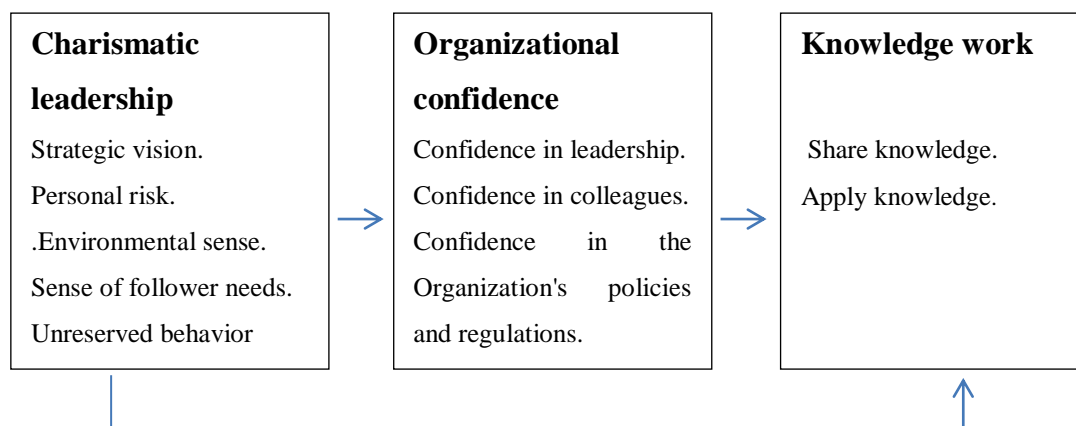 Charismatic
leadership
Strategic vision.
Personal risk.
.Environmental sense.
Sense of follower needs.
Unreserved behavior
Organizational
confidence
Confidence in leadership.
Confidence in colleagues.
Confidence in the
Organization's policies
and regulations.
Knowledge work
Share knowledge.
Apply knowledge.